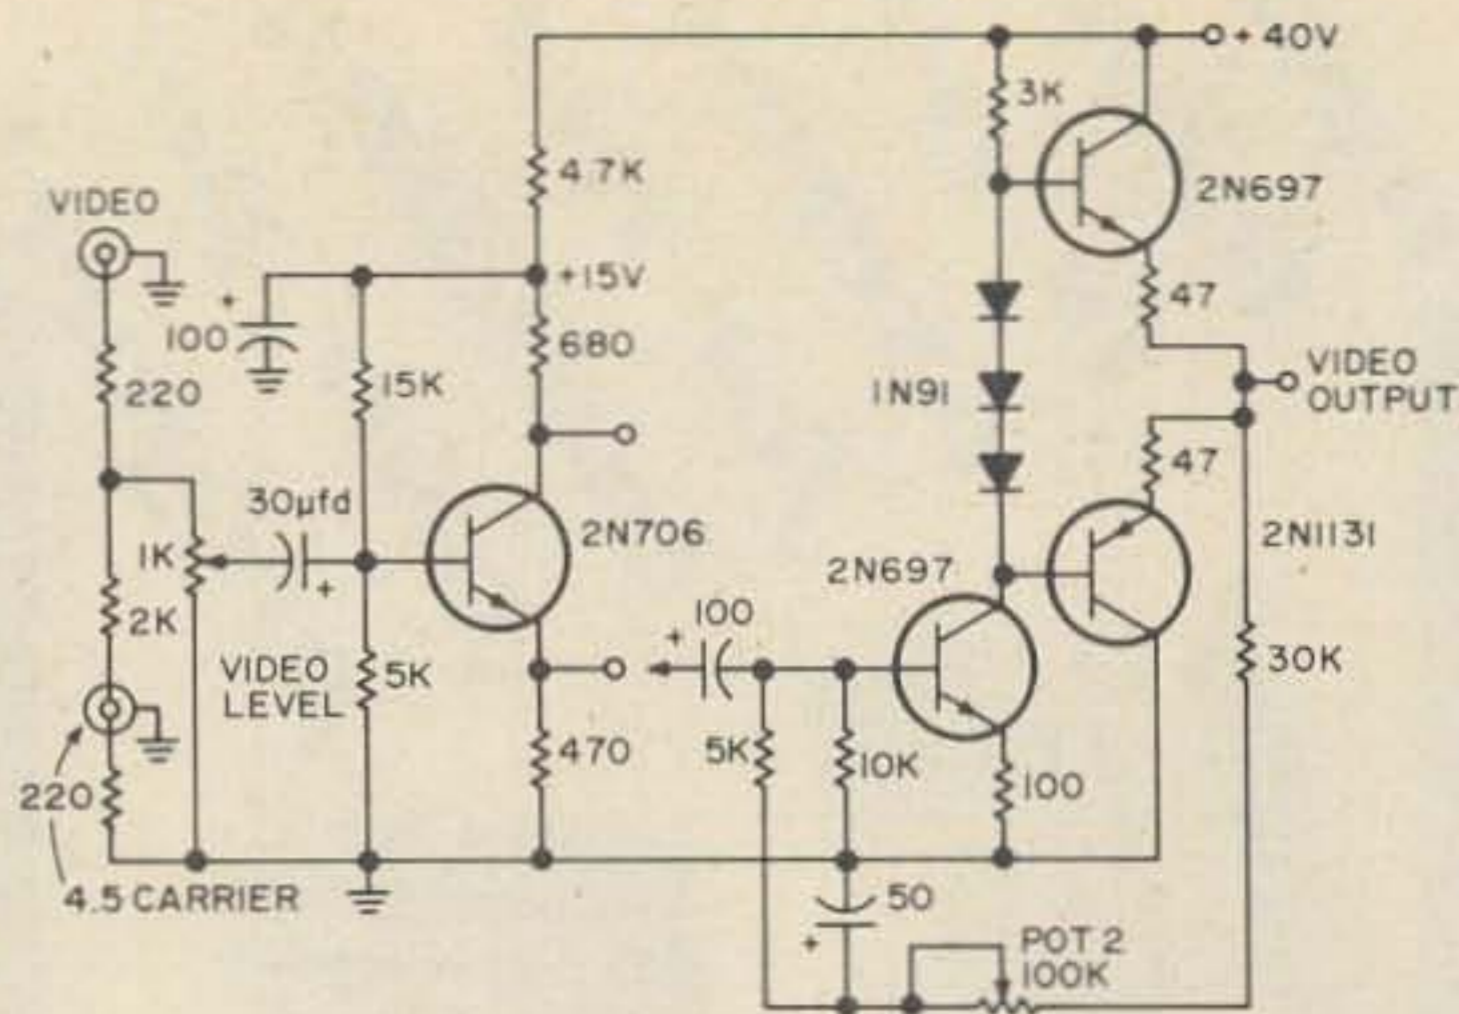 + 40V
3K
4.7K
2N697
VIDEO
+
100
+15V
47
680
VIDEO
OUTPUT
220
15K
1N91
47
30µfd
1K
+
2N706
2N697
2N1131
2K
VIDEO
LEVEL
5K
100
+
30K
470
5K
10K
100
220
4.5 CARRIER
50
+
POT 2
100K